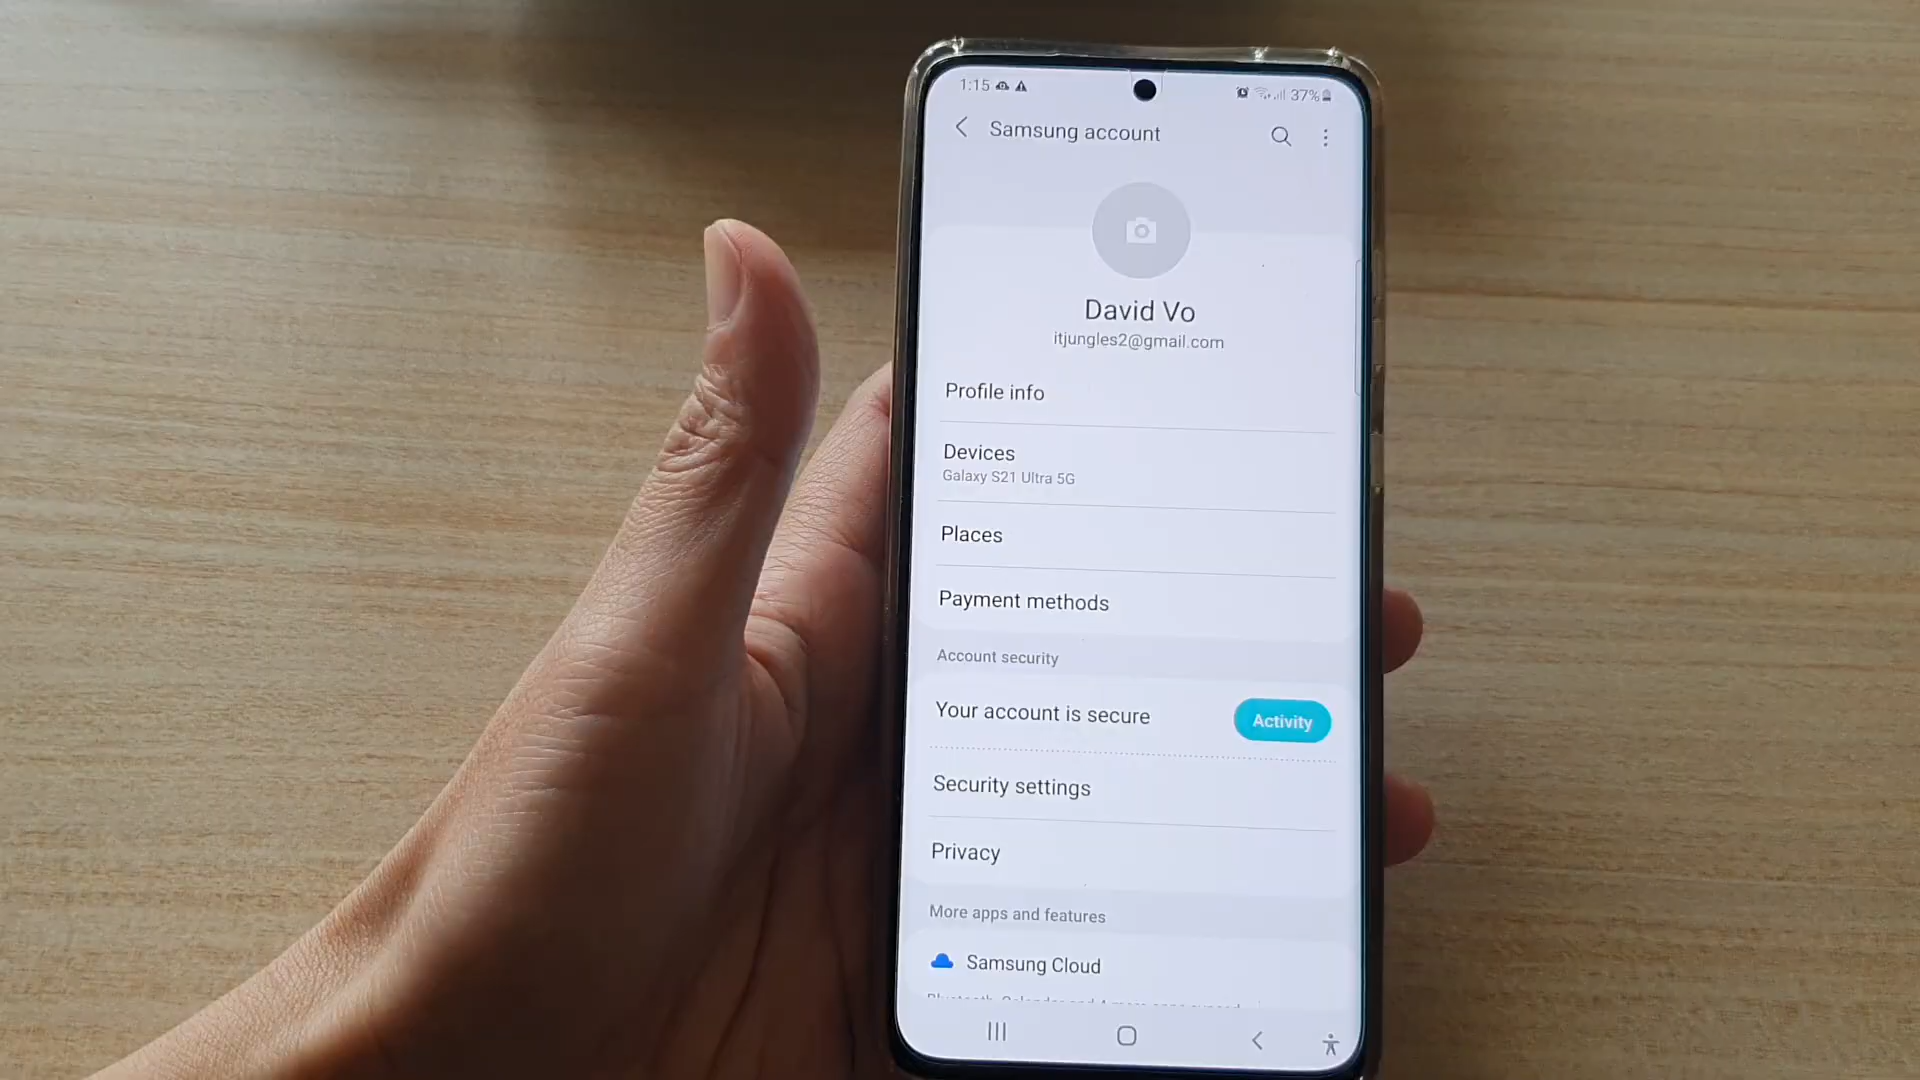 1:15
37%
Samsung account
David Vo
itjungles2@gmail.com
Profile info
Devices
Galaxy S21 Ultra 5G
Places
Payment methods
Account security
Your account is secure
Activity
Security settings
Privacy
More apps and features
Samsung Cloud